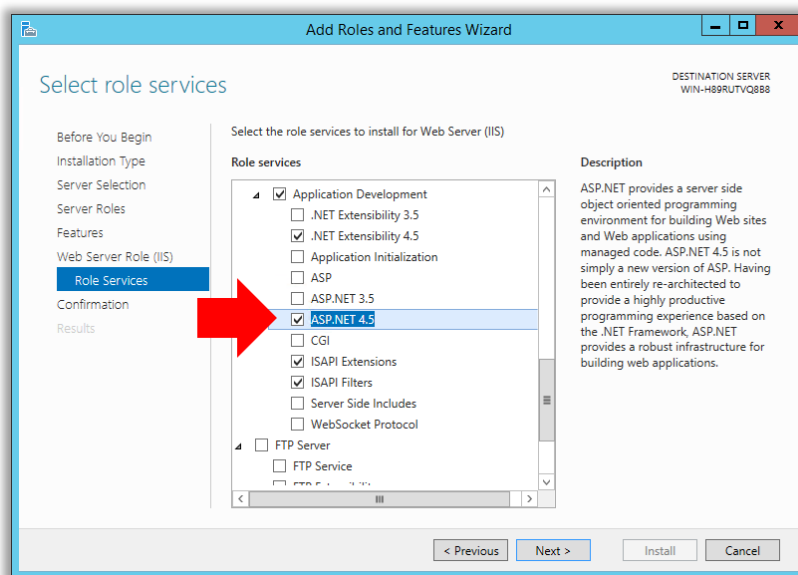 Add Roles and Features Wizard
Select role services
DESTINATION SERVER
WIN-H89RUTVQ8B8
Before You Begin
Installation Type
Server Selection
Server Roles
Features
Web Server Role (IIS)
Role Services
Confirmation
Results
Select the role services to install for Web Server (IIS)
Role services
Application Development
.NET Extensibility 3.5
.NET Extensibility 4.5
Application Initialization
ASP
ASP.NET 3.5
ASP.NET 4.5
CGI
ISAPI Extensions
ISAPI Filters
Server Side Includes
WebSocket Protocol
FTP Server
FTP Service
Description
ASP.NET provides a server side
object oriented programming
environment for building Web sites
and Web applications using
managed code. ASP.NET 4.5 is not
simply a new version of ASP. Having
been entirely re-architected to
provide a highly productive
programming experience based on
the .NET Framework, ASP.NET
provides a robust infrastructure for
building web applications.
< Previous
Next >
Install
Cancel